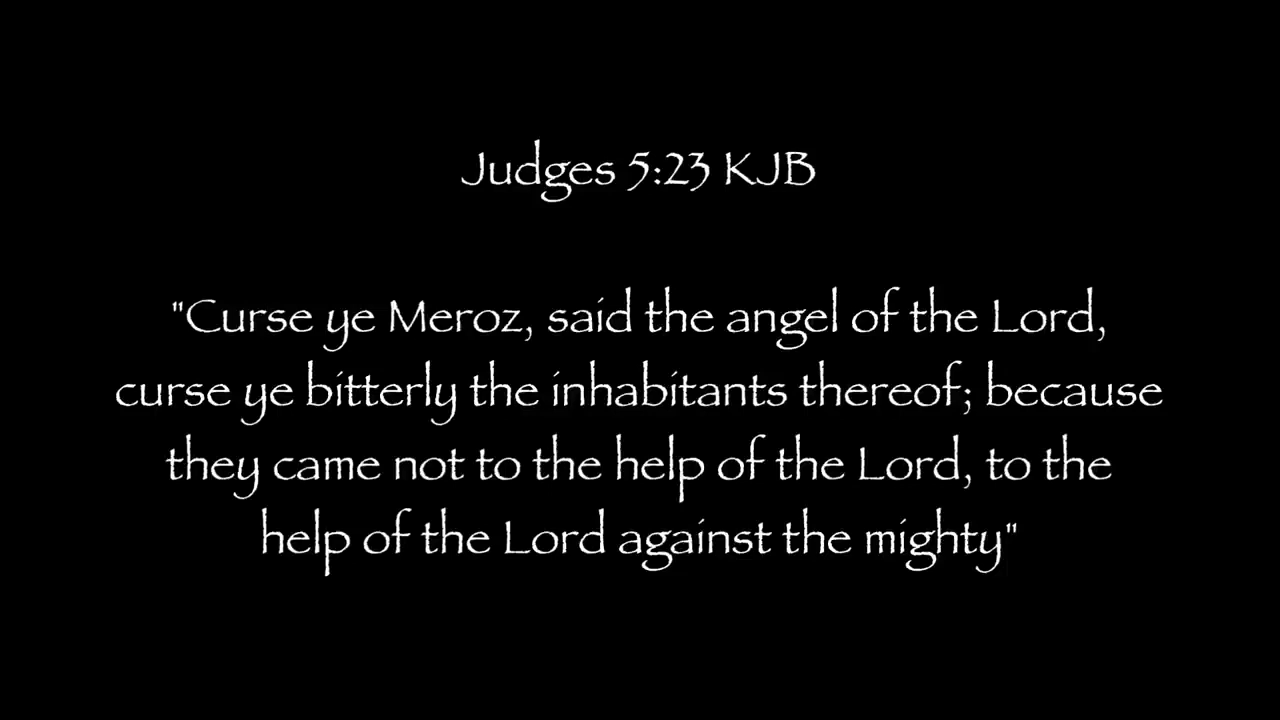 Judges 5:23 KJB
"Curse ye Meroz, said the angel of the Lord,
curse ye bitterly the inhabitants thereof; because
they came not to the help of the Lord, to the
help of the Lord against the mighty"